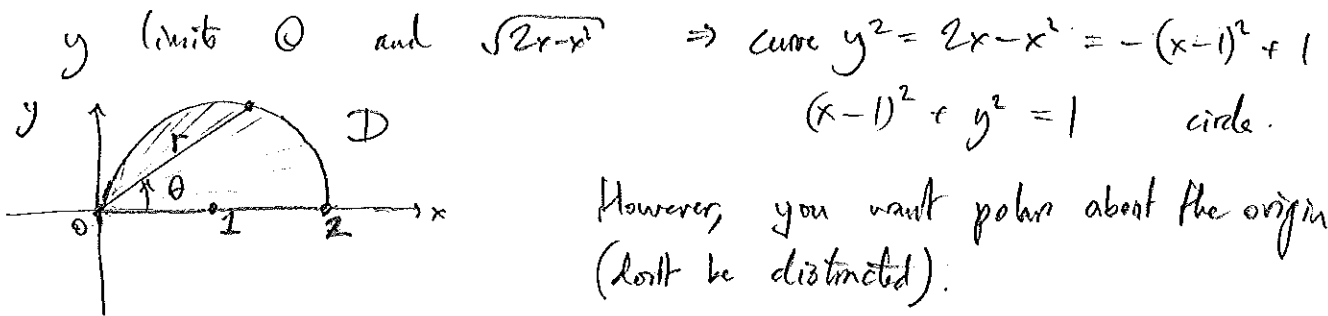 y limits 0 and √(2x-x²) ⇒ curve y² = 2x-x² = -(x-1)² + 1
(x-1)² + y² = 1 circle.
y
D
r
θ
0 1 2 x
However, you want polar about the origin
(don't be distracted).